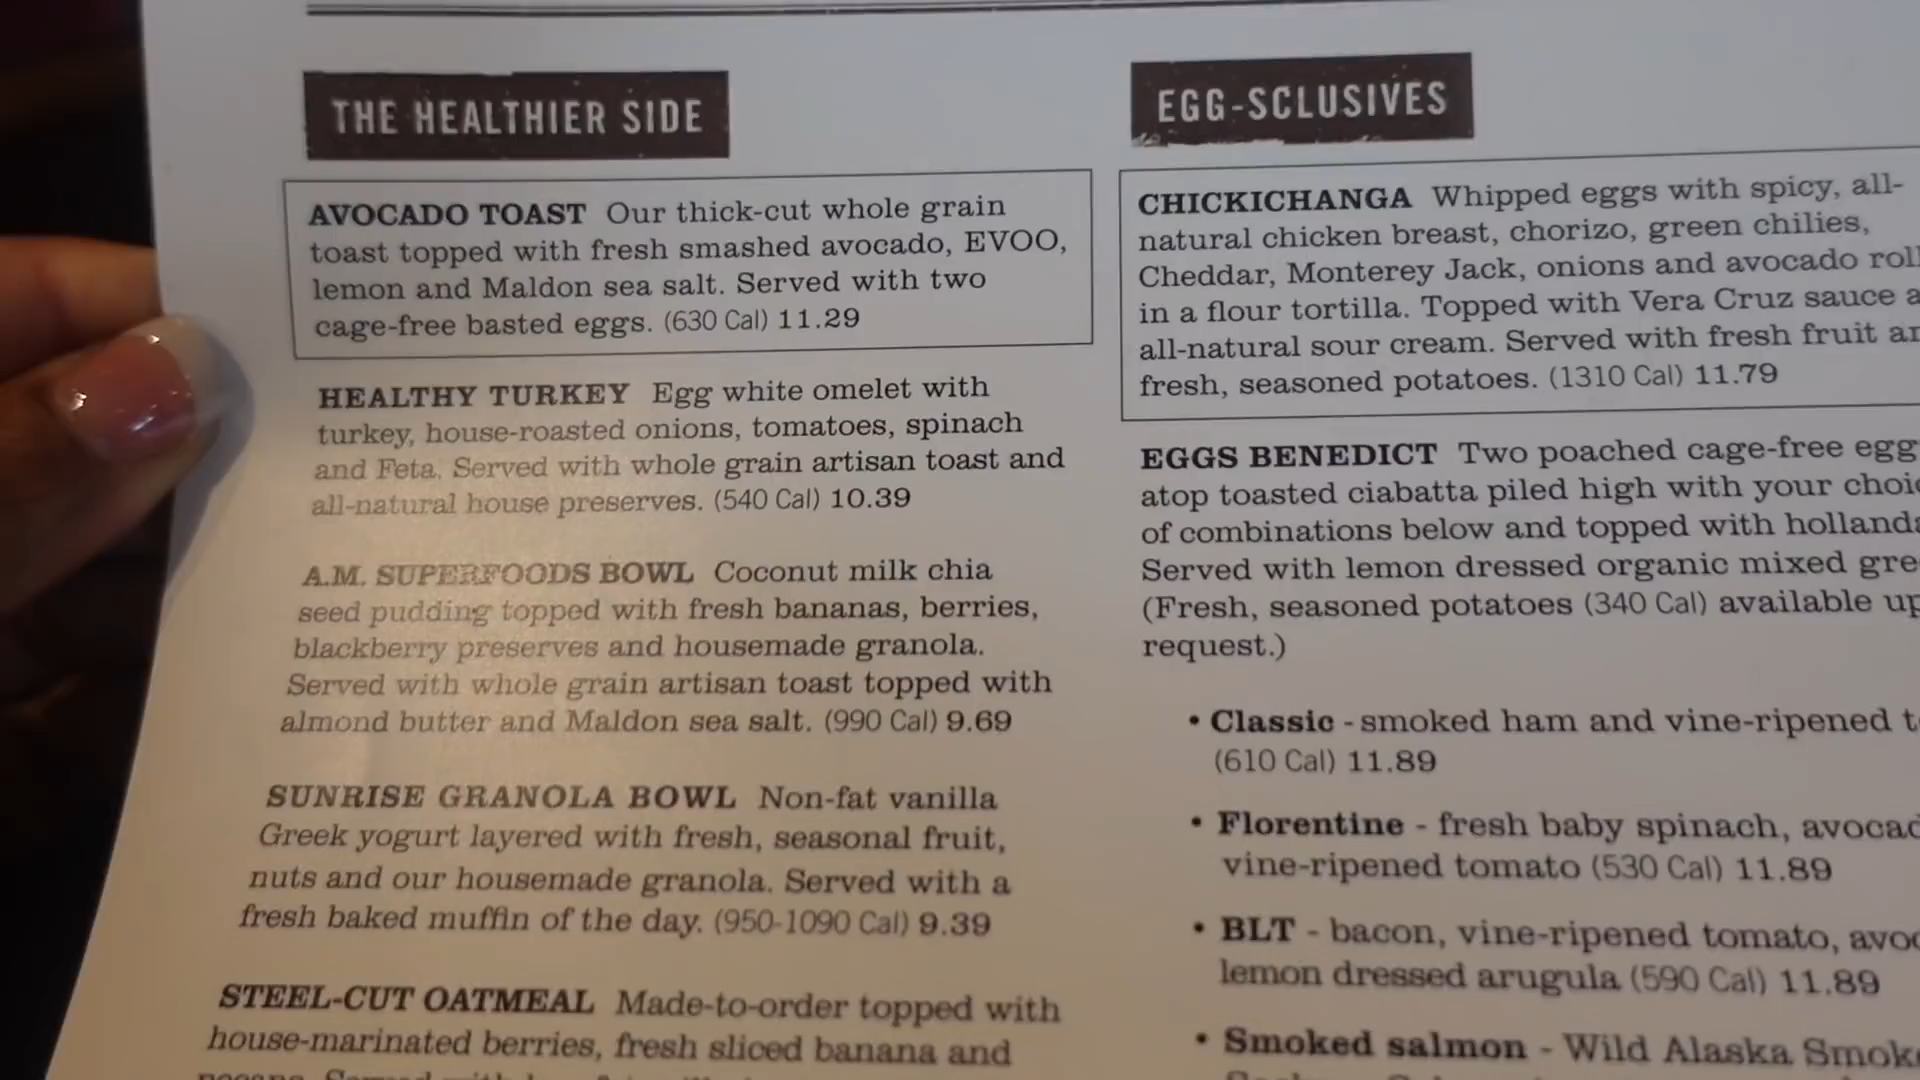 THE HEALTHIER SIDE
AVOCADO TOAST Our thick-cut whole grain
toast topped with fresh smashed avocado, EVOO,
lemon and Maldon sea salt. Served with two
cage-free basted eggs. (630 Cal) 11.29
HEALTHY TURKEY Egg white omelet with
turkey, house-roasted onions, tomatoes, spinach
and Feta. Served with whole grain artisan toast and
all-natural house preserves. (540 Cal) 10.39
A.M. SUPERFOODS BOWL Coconut milk chia
seed pudding topped with fresh bananas, berries,
blackberry preserves and housemade granola.
Served with whole grain artisan toast topped with
almond butter and Maldon sea salt. (990 Cal) 9.69
SUNRISE GRANOLA BOWL Non-fat vanilla
Greek yogurt layered with fresh, seasonal fruit,
nuts and our housemade granola. Served with a
fresh baked muffin of the day. (950-1090 Cal) 9.39
STEEL-CUT OATMEAL Made-to-order topped with
house-marinated berries, fresh sliced banana and
EGG-SCLUSIVES
CHICKICHANGA Whipped eggs with spicy, all-
natural chicken breast, chorizo, green chilies,
Cheddar, Monterey Jack, onions and avocado roll
in a flour tortilla. Topped with Vera Cruz sauce a
all-natural sour cream. Served with fresh fruit an
fresh, seasoned potatoes. (1310 Cal) 11.79
EGGS BENEDICT Two poached cage-free egg
atop toasted ciabatta piled high with your choic
of combinations below and topped with holland
Served with lemon dressed organic mixed gre
(Fresh, seasoned potatoes (340 Cal) available up
request.)
• Classic - smoked ham and vine-ripened t
(610 Cal) 11.89
• Florentine - fresh baby spinach, avocad
vine-ripened tomato (530 Cal) 11.89
• BLT - bacon, vine-ripened tomato, avoc
lemon dressed arugula (590 Cal) 11.89
• Smoked salmon - Wild Alaska Smok